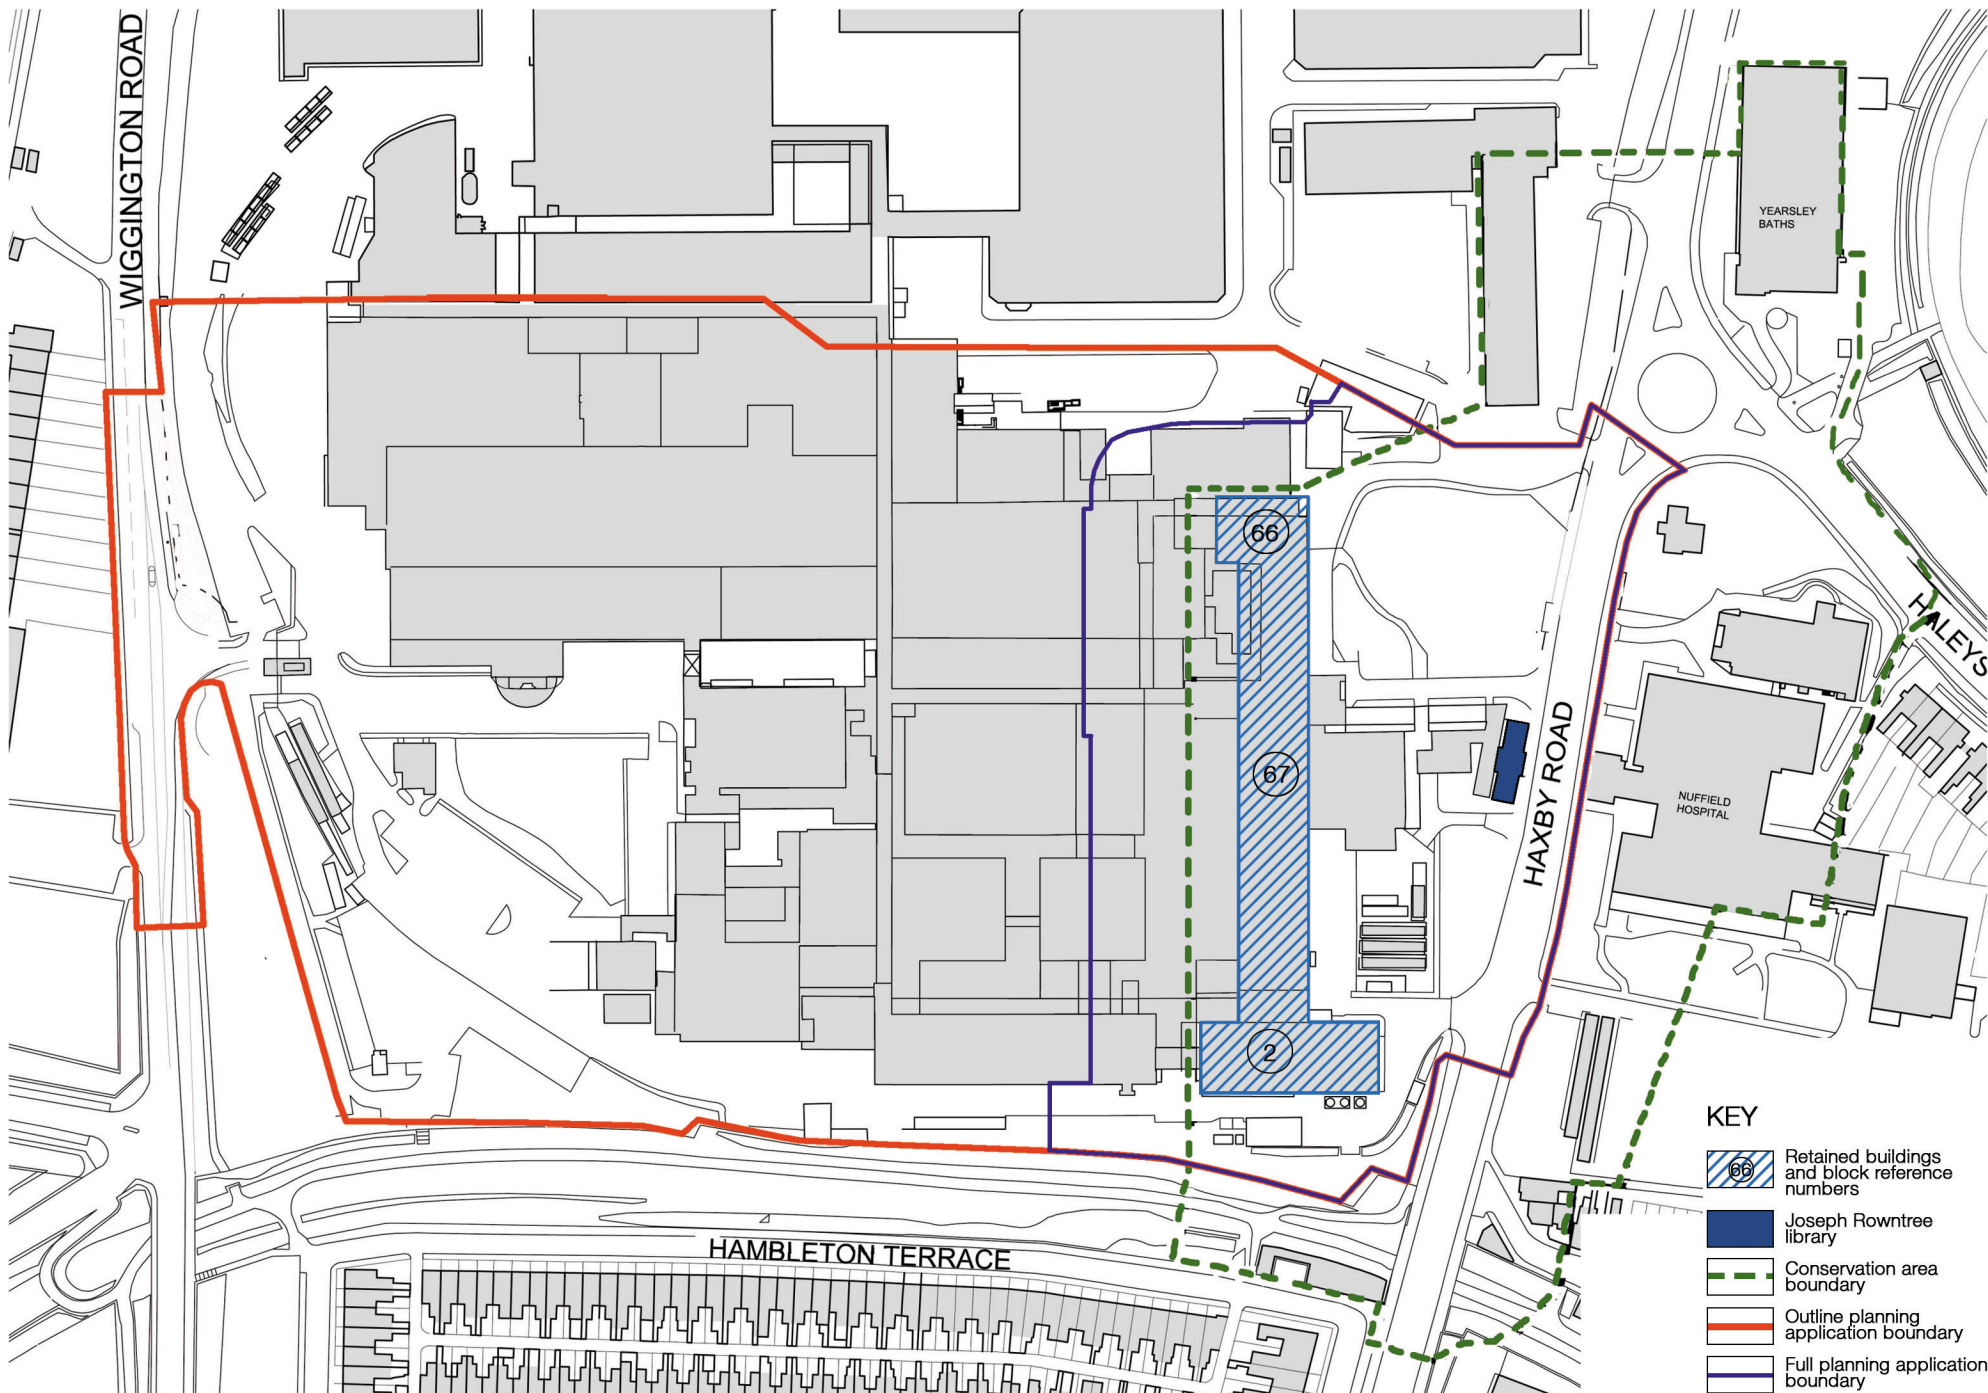 WIGGINGTON ROAD
YEARSLEY
BATHS
66
HALEYS
67
HAXBY ROAD
NUFFIELD
HOSPITAL
2
HAMBLETON TERRACE
KEY
66
Retained buildings
and block reference
numbers
Joseph Rowntree
library
Conservation area
boundary
Outline planning
application boundary
Full planning application
boundary